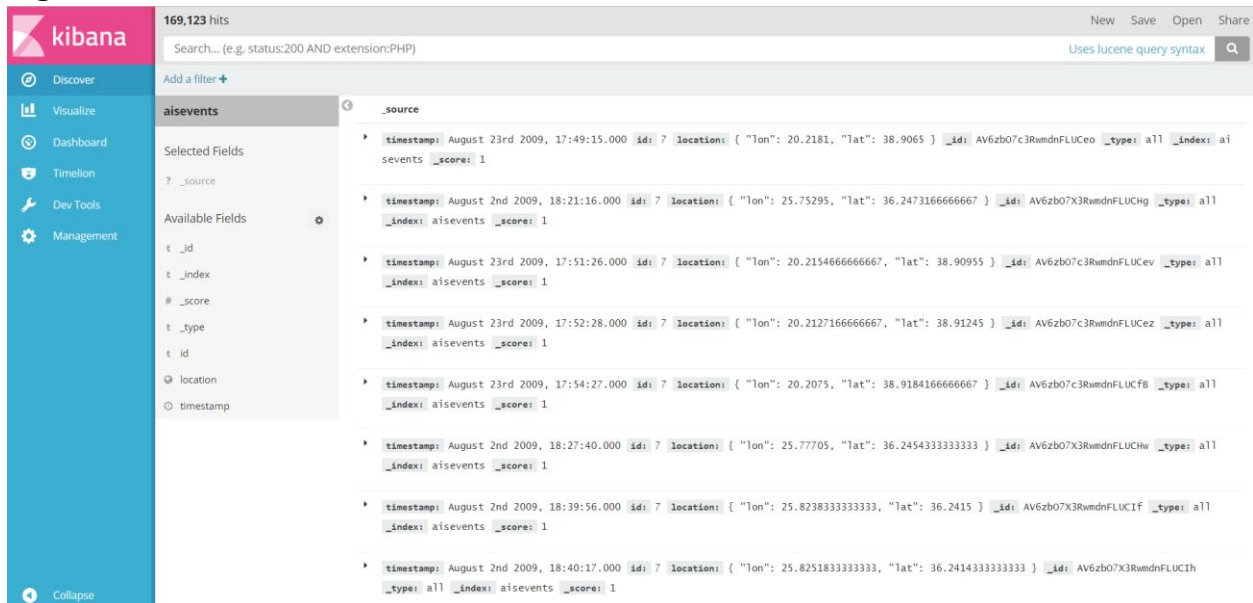 kibana
Discover
Visualize
Dashboard
Timelion
Dev Tools
Management
Collapse
169,123 hits
New Save Open Share
Search... (e.g. status:200 AND extension:PHP)
Uses lucene query syntax
Add a filter +
aisevents
Selected Fields
? _source
Available Fields
t _id
t _index
# _score
t _type
t id
location
timestamp
_source
timestamp: August 23rd 2009, 17:49:15.000 id: 7 location: { "lon": 20.2181, "lat": 38.9065 } _id: AV6zbO7c3RwmdnFLUCeo _type: all _index: ai
sevents _score: 1
timestamp: August 2nd 2009, 18:21:16.000 id: 7 location: { "lon": 25.75295, "lat": 36.2473166666667 } _id: AV6zbO7X3RwmdnFLUCHg _type: all
_index: aisevents _score: 1
timestamp: August 23rd 2009, 17:51:26.000 id: 7 location: { "lon": 20.2154666666667, "lat": 38.90955 } _id: AV6zbO7c3RwmdnFLUCev _type: all
_index: aisevents _score: 1
timestamp: August 23rd 2009, 17:52:28.000 id: 7 location: { "lon": 20.2127166666667, "lat": 38.91245 } _id: AV6zbO7c3RwmdnFLUCez _type: all
_index: aisevents _score: 1
timestamp: August 23rd 2009, 17:54:27.000 id: 7 location: { "lon": 20.2075, "lat": 38.9184166666667 } _id: AV6zbO7c3RwmdnFLUCfB _type: all
_index: aisevents _score: 1
timestamp: August 2nd 2009, 18:27:40.000 id: 7 location: { "lon": 25.77705, "lat": 36.2454333333333 } _id: AV6zbO7X3RwmdnFLUCHw _type: all
_index: aisevents _score: 1
timestamp: August 2nd 2009, 18:39:56.000 id: 7 location: { "lon": 25.8238333333333, "lat": 36.2415 } _id: AV6zbO7X3RwmdnFLUCIf _type: all
_index: aisevents _score: 1
timestamp: August 2nd 2009, 18:40:17.000 id: 7 location: { "lon": 25.8251833333333, "lat": 36.2414333333333 } _id: AV6zbO7X3RwmdnFLUCIh
_type: all _index: aisevents _score: 1